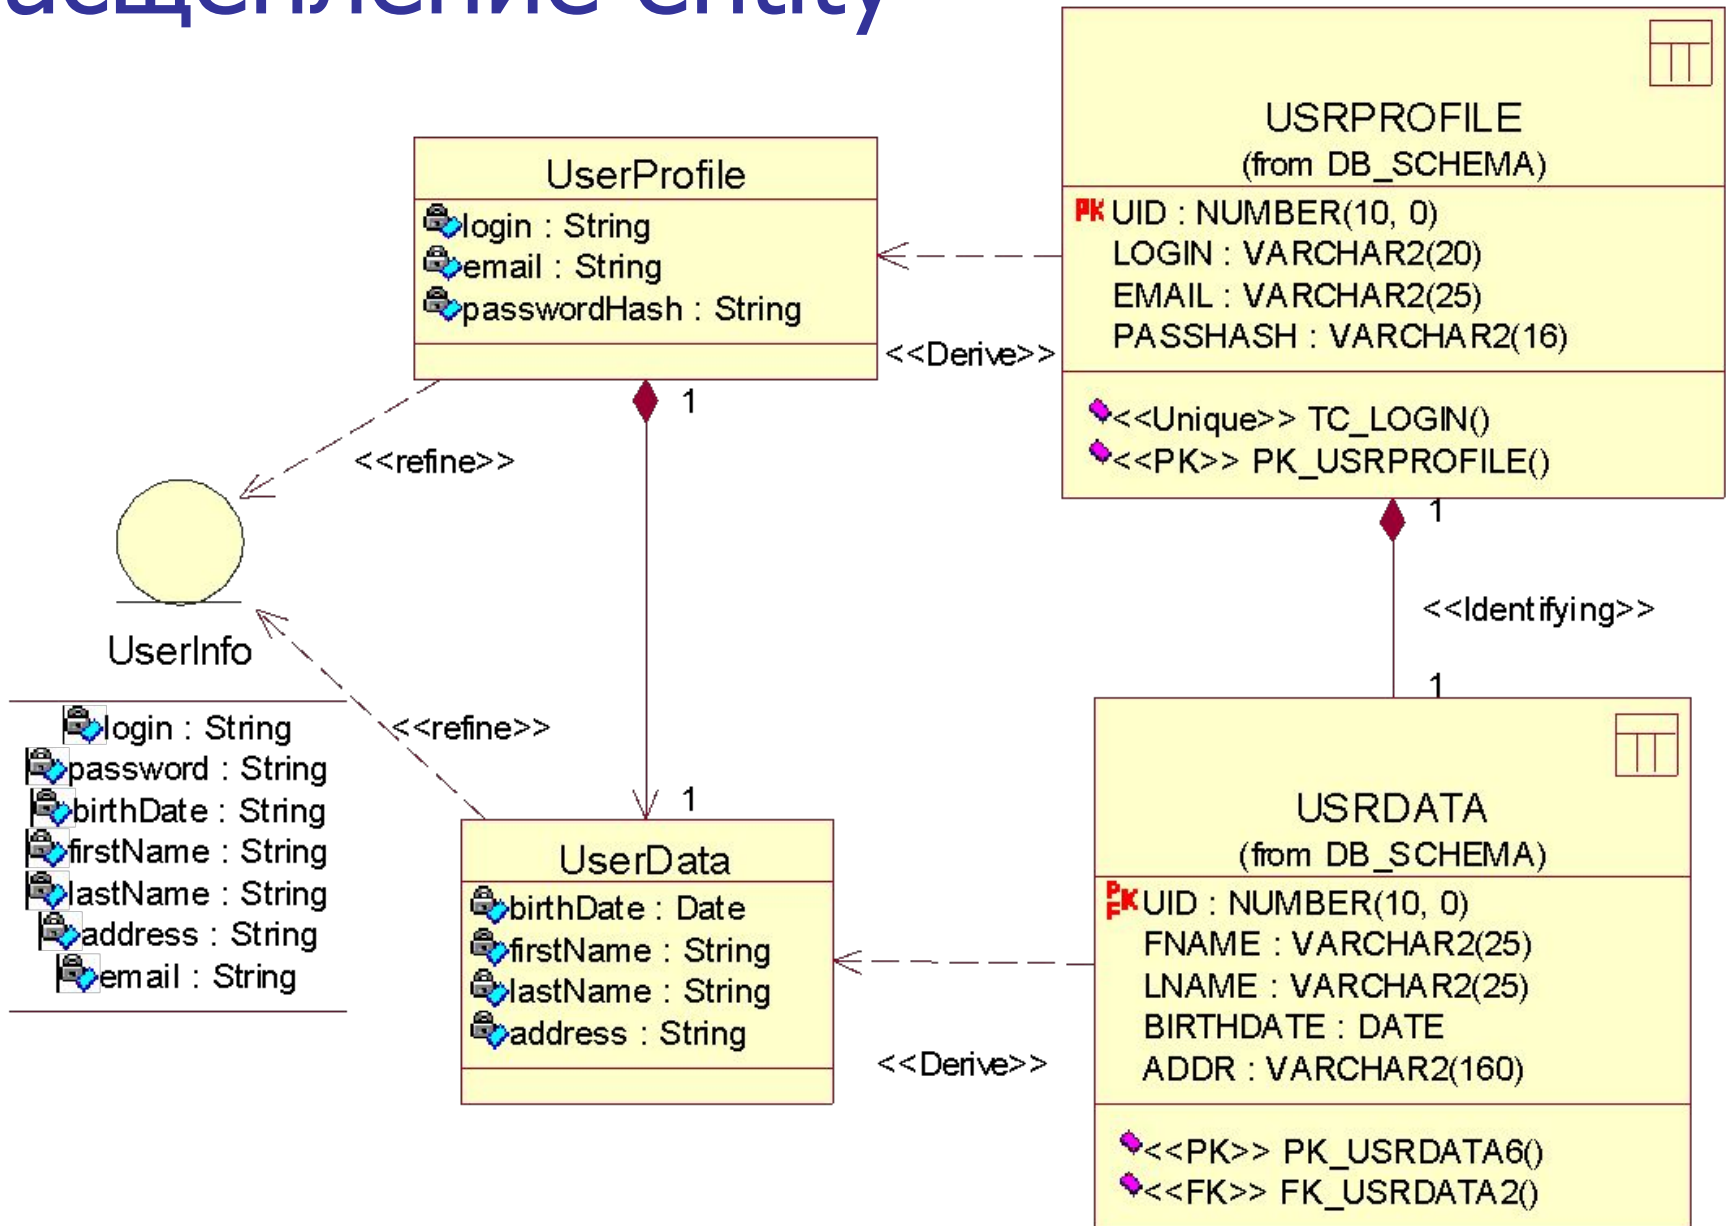 асщепление entity
USRPROFILE
(from DB_SCHEMA)
PK UID : NUMBER(10, 0)
LOGIN : VARCHAR2(20)
EMAIL : VARCHAR2(25)
PASSHASH : VARCHAR2(16)
<<Unique>> TC_LOGIN()
<<PK>> PK_USRPROFILE()
UserProfile
login : String
email : String
passwordHash : String
<<Derive>>
1
<<refine>>
1
<<Identifying>>
1
UserInfo
login : String
password : String
birthDate : String
firstName : String
lastName : String
address : String
email : String
<<refine>>
1
UserData
birthDate : Date
firstName : String
lastName : String
address : String
<<Derive>>
USRDATA
(from DB_SCHEMA)
PFK UID : NUMBER(10, 0)
FNAME : VARCHAR2(25)
LNAME : VARCHAR2(25)
BIRTHDATE : DATE
ADDR : VARCHAR2(160)
<<PK>> PK_USRDATA6()
<<FK>> FK_USRDATA2()